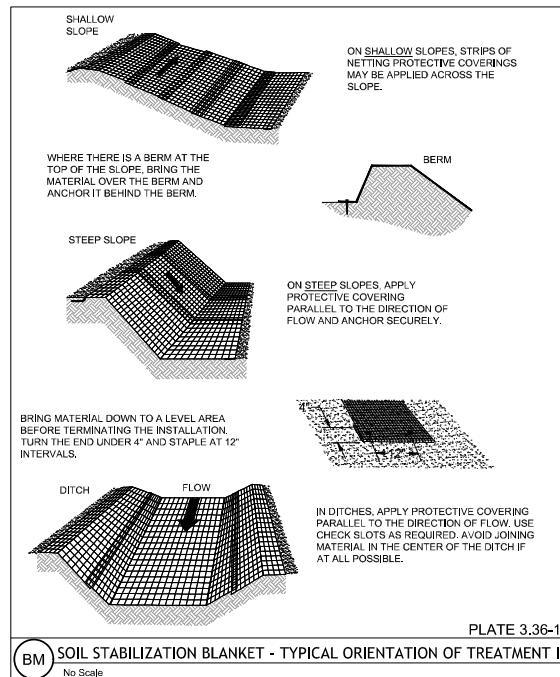 SHALLOW
SLOPE
ON SHALLOW SLOPES, STRIPS OF
NETTING PROTECTIVE COVERINGS
MAY BE APPLIED ACROSS THE
SLOPE.
WHERE THERE IS A BERM AT THE
TOP OF THE SLOPE, BRING THE
MATERIAL OVER THE BERM AND
ANCHOR IT BEHIND THE BERM.
BERM
STEEP SLOPE
ON STEEP SLOPES, APPLY
PROTECTIVE COVERING
PARALLEL TO THE DIRECTION OF
FLOW AND ANCHOR SECURELY.
BRING MATERIAL DOWN TO A LEVEL AREA
BEFORE TERMINATING THE INSTALLATION.
TURN THE END UNDER 4" AND STAPLE AT 12"
INTERVALS.
4"
12"
DITCH
FLOW
IN DITCHES, APPLY PROTECTIVE COVERING
PARALLEL TO THE DIRECTION OF FLOW. USE
CHECK SLOTS AS REQUIRED. AVOID JOINING
MATERIAL IN THE CENTER OF THE DITCH IF
AT ALL POSSIBLE.
PLATE 3.36-1
BM
SOIL STABILIZATION BLANKET - TYPICAL ORIENTATION OF TREATMENT I
No Scale